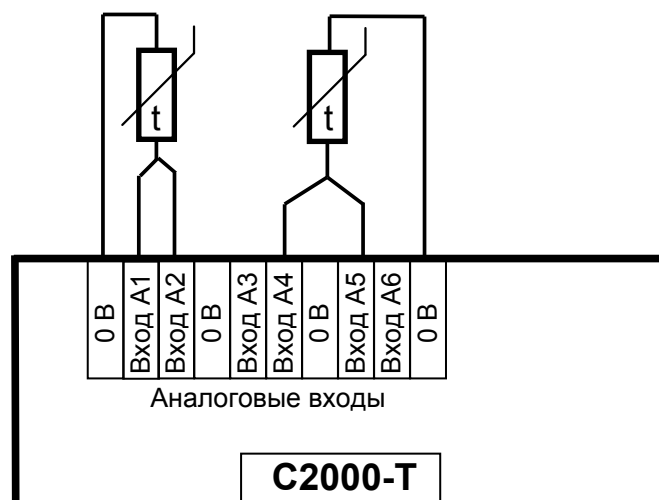 t
t
0 В
Вход А1
Вход А2
0 В
Вход А3
Вход А4
0 В
Вход А5
Вход А6
0 В
Аналоговые входы
С2000-Т